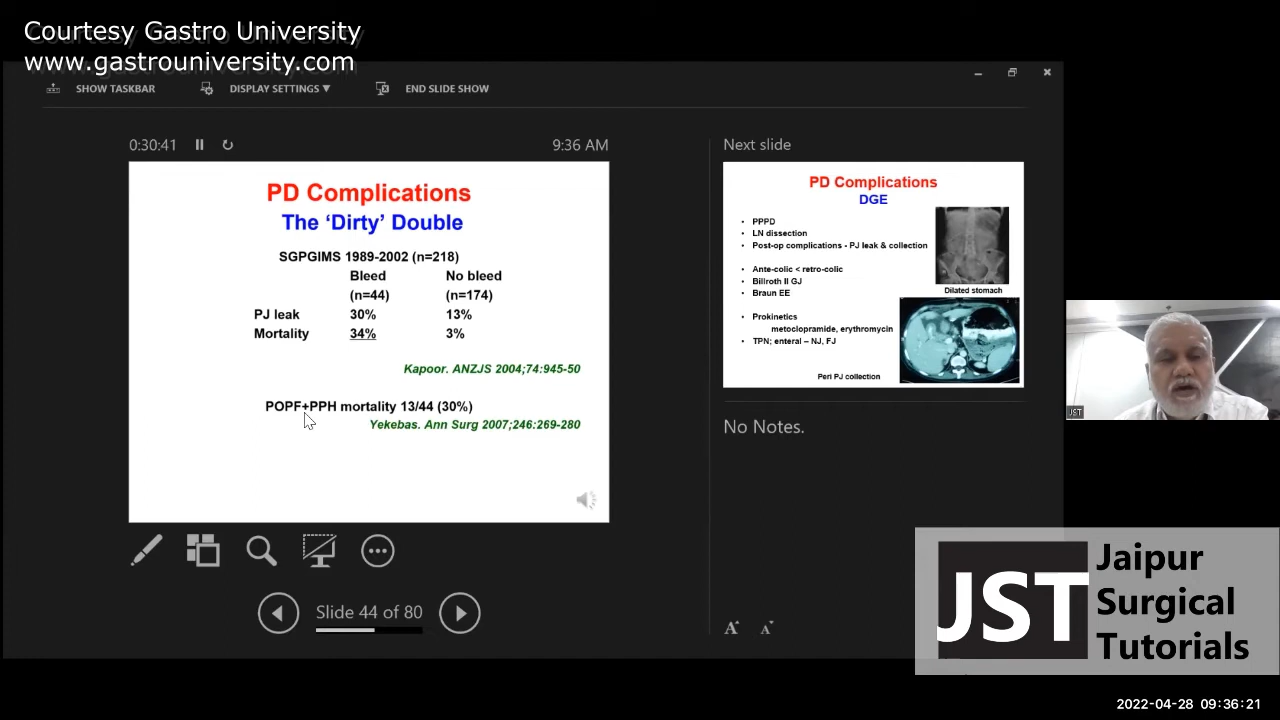 Courtesy Gastro University
www.gastrouniversity.com
SHOW TASKBAR
DISPLAY SETTINGS ▼
END SLIDE SHOW
0:30:41
9:36 AM
PD Complications
The ‘Dirty’ Double
SGPGIMS 1989-2002 (n=218)
Bleed No bleed
(n=44) (n=174)
PJ leak 30% 13%
Mortality 34% 3%
Kapoor. ANZJS 2004;74:945-50
POPF+PPH mortality 13/44 (30%)
Yekebas. Ann Surg 2007;246:269-280
Slide 44 of 80
Next slide
PD Complications
DGE
• PPPD
• LN dissection
• Post-op complications - PJ leak & collection
• Ante-colic < retro-colic
• Billroth II GJ
• Braun EE
• Prokinetics
metoclopramide, erythromycin
• TPN; enteral – NJ, FJ
Dilated stomach
Peri PJ collection
No Notes.
A A
JST
JST
Jaipur
Surgical
Tutorials
2022-04-28 09:36:21